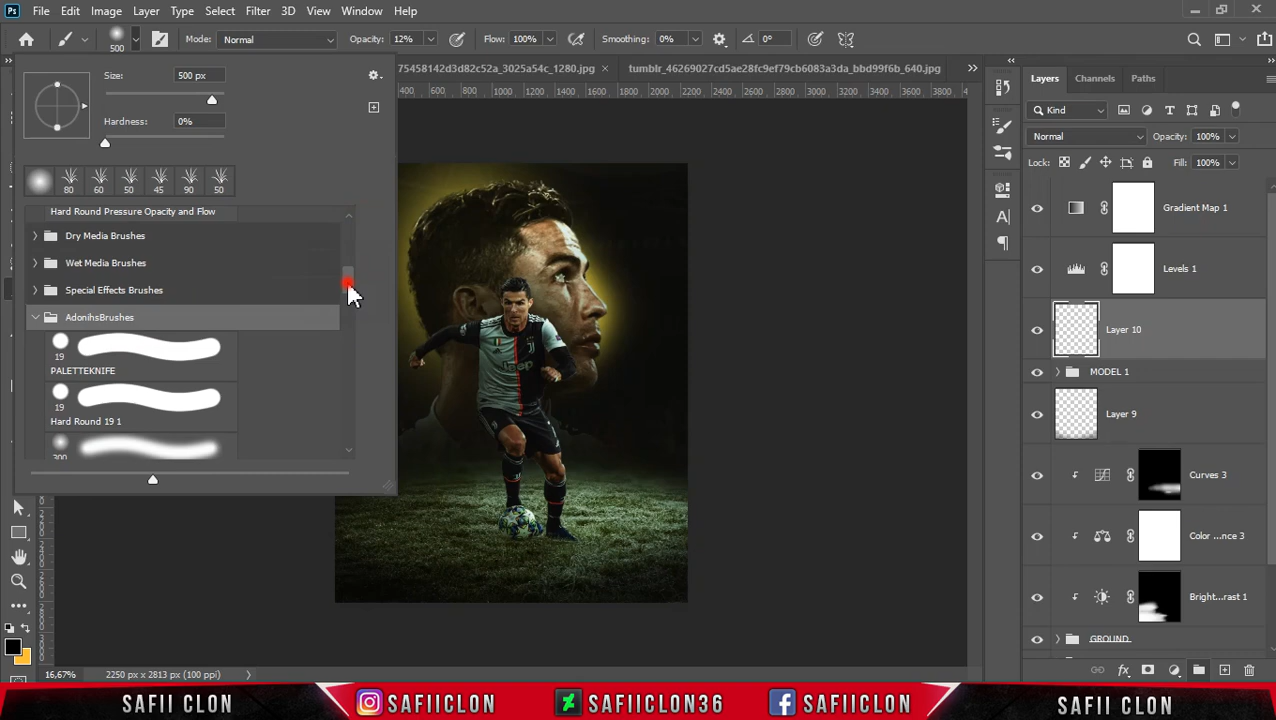 Ps File Edit Image Layer Type Select Filter 3D View Window Help
500 Mode: Normal Opacity: 12% Flow: 100% Smoothing: 0% 0°
75458142d3d82c52a_3025a54c_1280.jpg × tumblr_46269027cd5ae28fc9ef79cb6083a3da_bbd99f6b_640.jpg
400 600 800 1000 1200 1400 1600 1800 2000 2200 2400 2600 2800 3000 3200 3400 3600 3800 4
Size: 500 px
Hardness: 0%
80 60 50 45 90 50
Hard Round Pressure Opacity and Flow
Dry Media Brushes
Wet Media Brushes
Special Effects Brushes
AdonihsBrushes
19
PALETTEKNIFE
19
Hard Round 19 1
300
Jeep
16,67% 2250 px x 2813 px (100 ppi)
Layers Channels Paths
Kind
Normal Opacity: 100%
Lock: Fill: 100%
Gradient Map 1
Levels 1
Layer 10
MODEL 1
Layer 9
Curves 3
Color ...nce 3
Bright...rast 1
GROUND
SAFII CLON SAFIICLON SAFIICLON36 SAFIICLON SAFII CLON